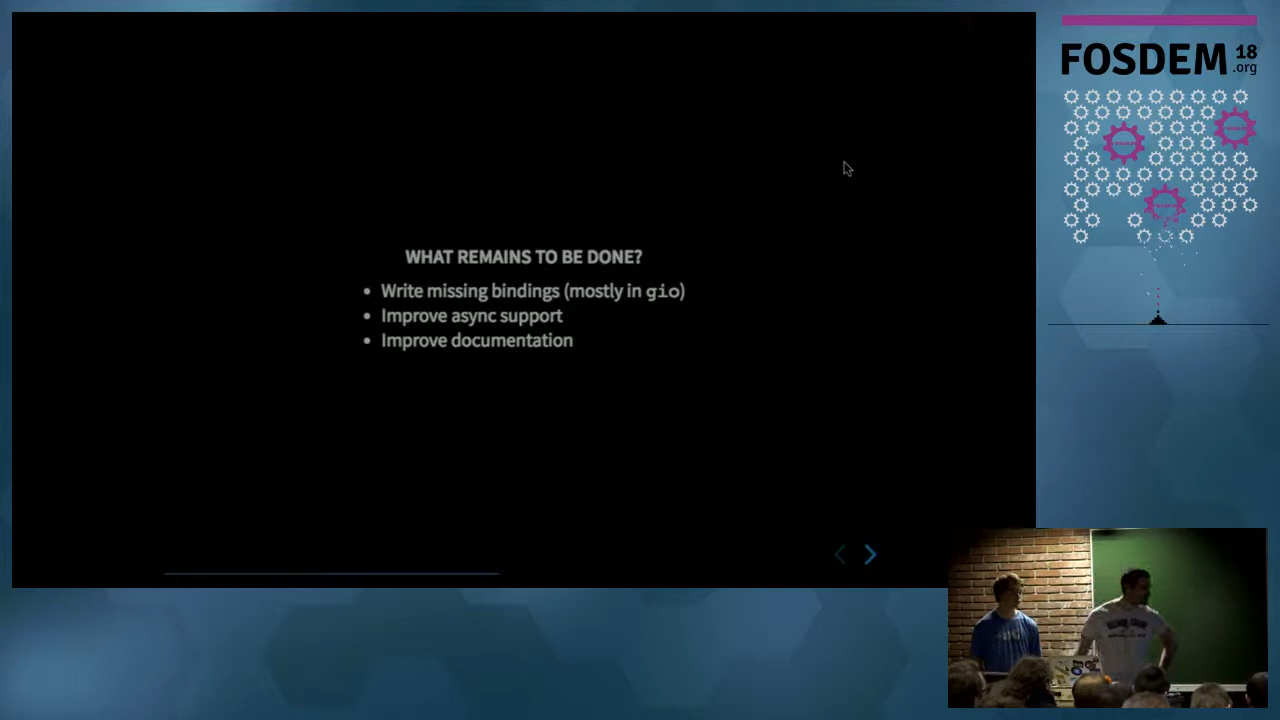 FOSDEM 18
.org
WHAT REMAINS TO BE DONE?
• Write missing bindings (mostly in gio)
• Improve async support
• Improve documentation